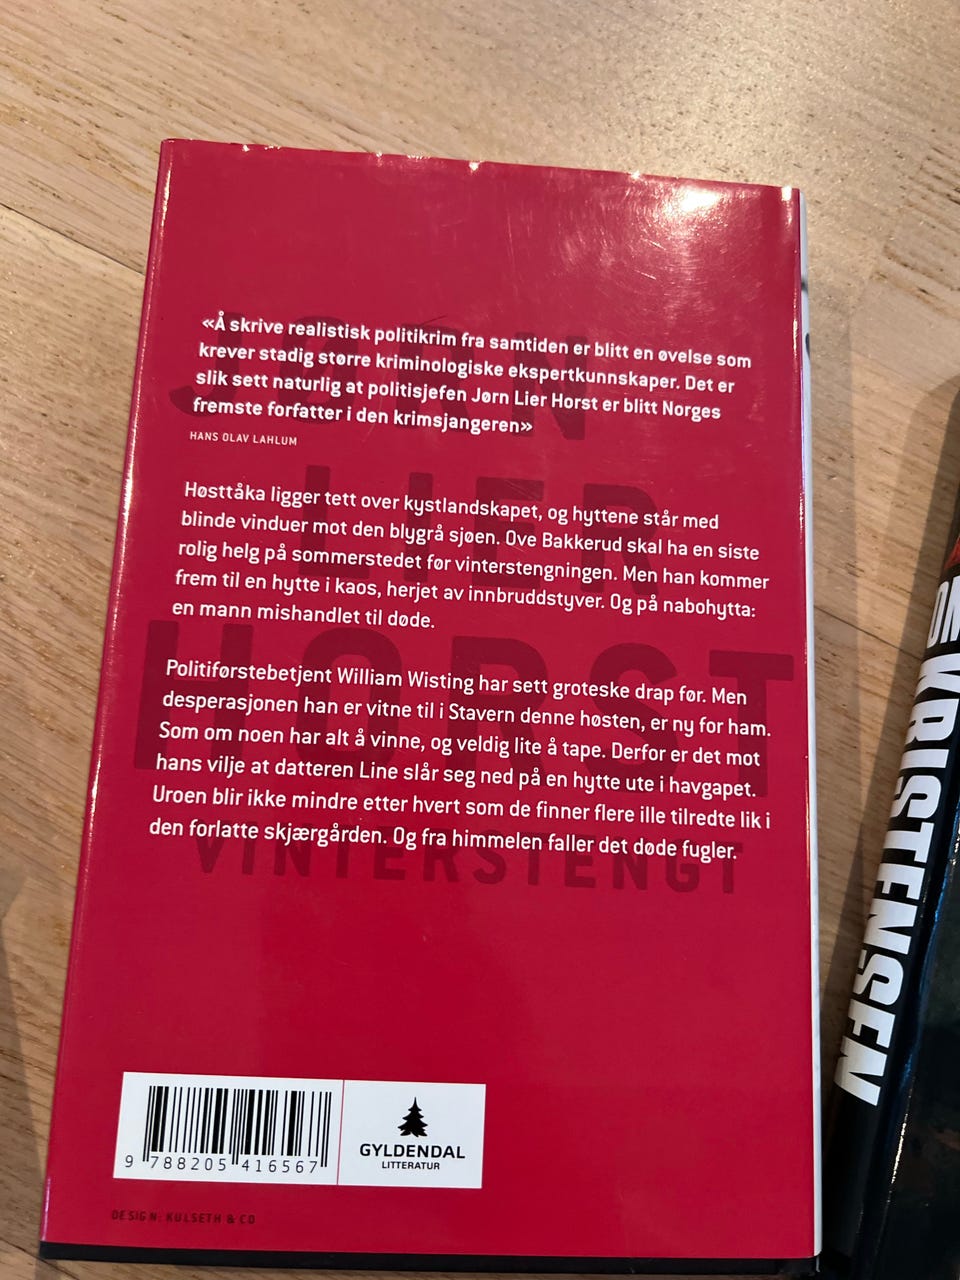 «Å skrive realistisk politikrim fra samtiden er blitt en øvelse som
krever stadig større kriminologiske ekspertkunnskaper. Det er
slik sett naturlig at politisjefen Jørn Lier Horst er blitt Norges
fremste forfatter i den krimsjangeren»
HANS OLAV LAHLUM
Høsttåka ligger tett over kystlandskapet, og hyttene står med
blinde vinduer mot den blygrå sjøen. Ove Bakkerud skal ha en siste
rolig helg på sommerstedet før vinterstengningen. Men han kommer
frem til en hytte i kaos, herjet av innbruddstyver. Og på nabohytta:
en mann mishandlet til døde.
Politiførstebetjent William Wisting har sett groteske drap før. Men
desperasjonen han er vitne til i Stavern denne høsten, er ny for ham.
Som om noen har alt å vinne, og veldig lite å tape. Derfor er det mot
hans vilje at datteren Line slår seg ned på en hytte ute i havgapet.
Uroen blir ikke mindre etter hvert som de finner flere ille tilredte lik i
den forlatte skjærgården. Og fra himmelen faller det døde fugler.
JØRN
LIER
HORST
VINTERSTENGT
9 788205 416567
GYLDENDAL
LITTERATUR
DESIGN: KULSETH & CO
KRISTENSEN